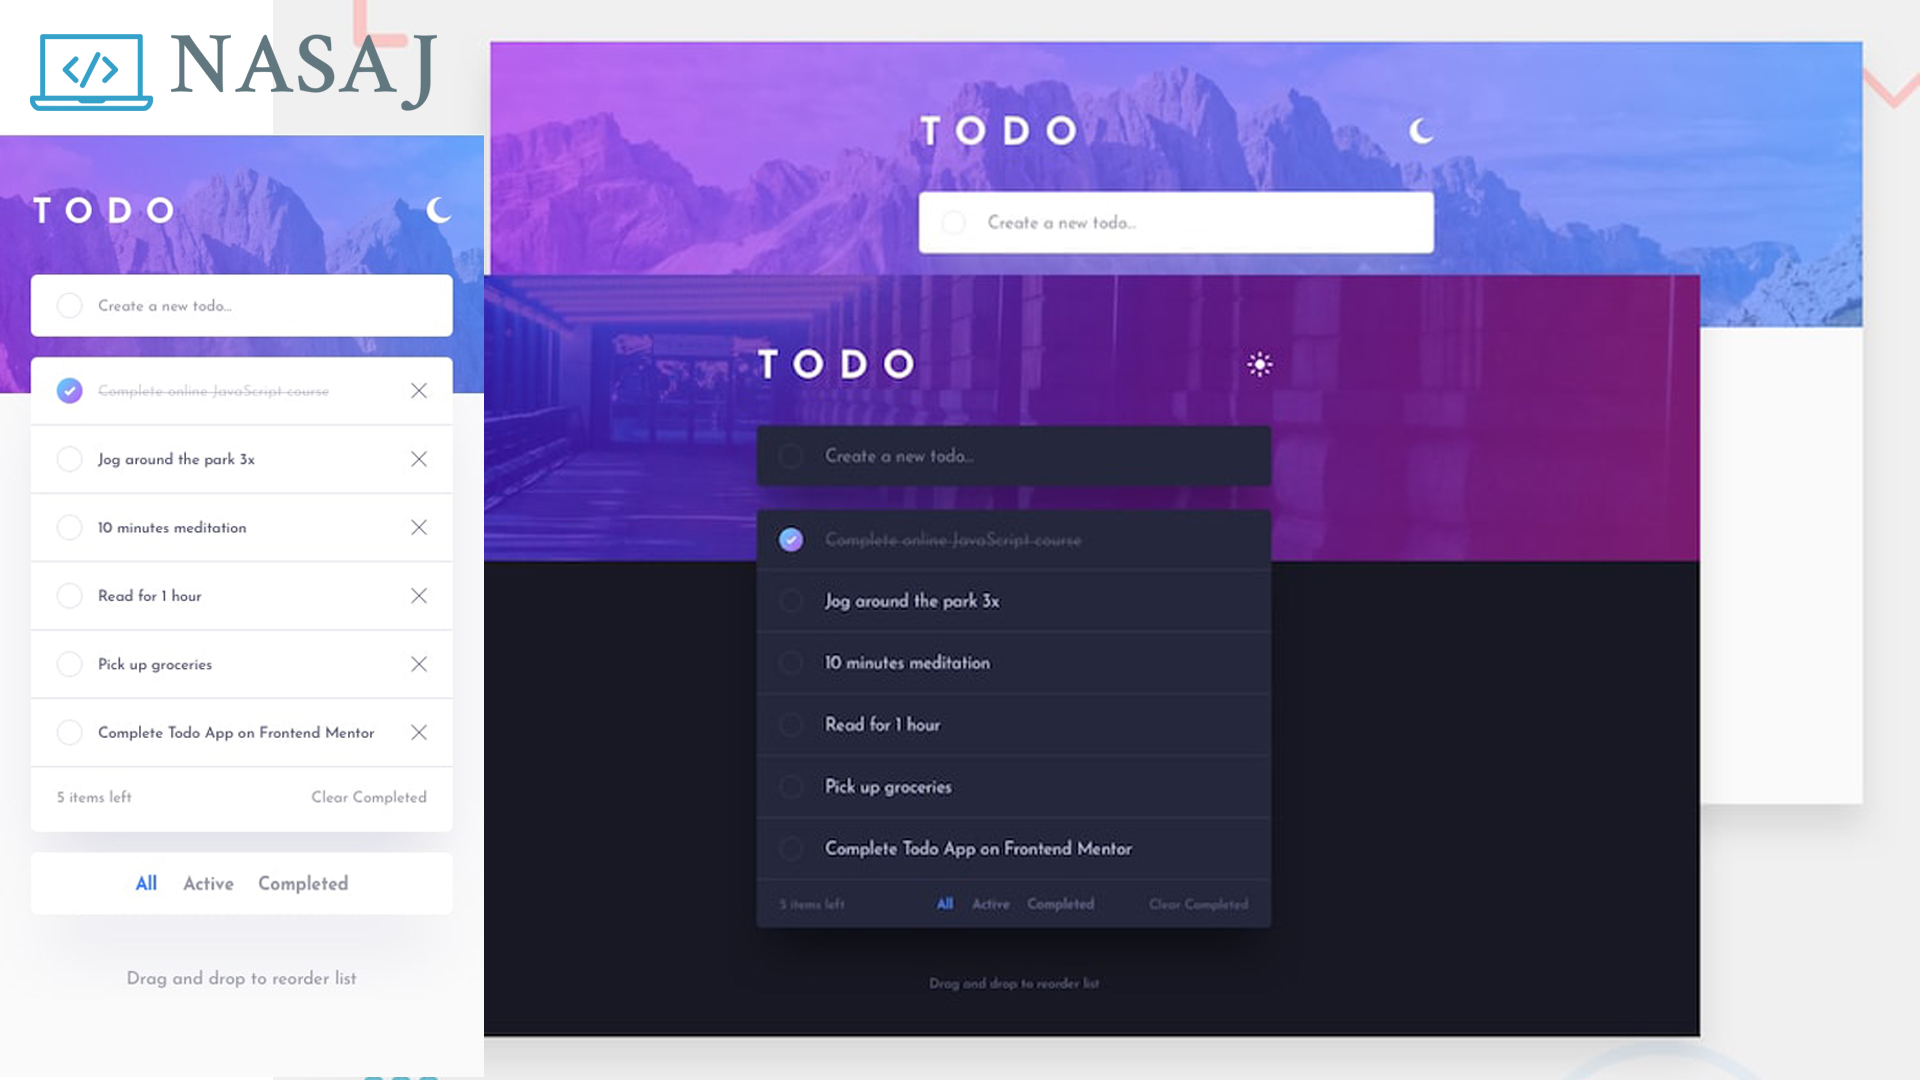 NASAJ
TODO
Create a new todo...
Complete online JavaScript course
Jog around the park 3x
10 minutes meditation
Read for 1 hour
Pick up groceries
Complete Todo App on Frontend Mentor
5 items left
Clear Completed
All Active Completed
Drag and drop to reorder list
TODO
Create a new todo...
TODO
Create a new todo...
Complete online JavaScript course
Jog around the park 3x
10 minutes meditation
Read for 1 hour
Pick up groceries
Complete Todo App on Frontend Mentor
5 items left
All Active Completed
Clear Completed
Drag and drop to reorder list